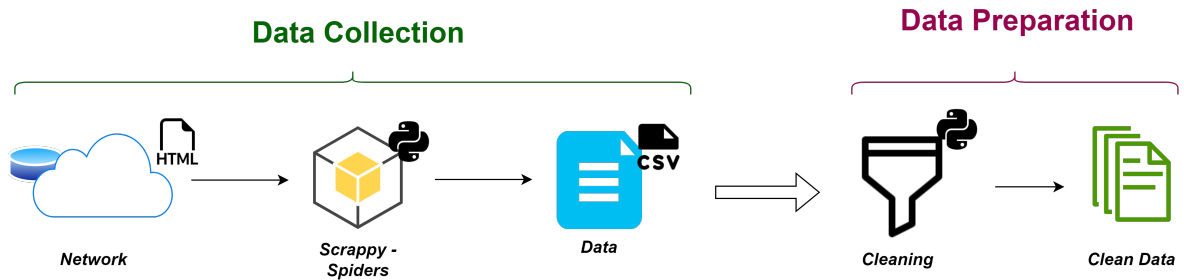 Data Collection
Data Preparation
HTML
CSV
Network
Scrappy -
Spiders
Data
Cleaning
Clean Data